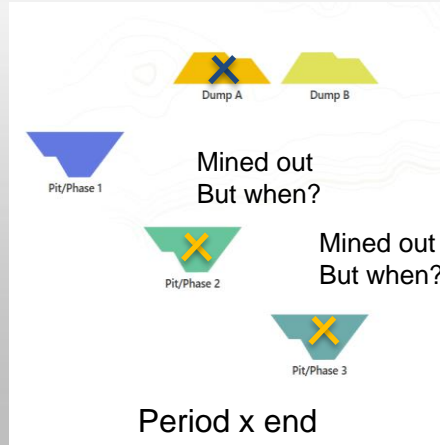 Dump A
Dump B
Pit/Phase 1
Mined out
But when?
Pit/Phase 2
Mined out
But when?
Pit/Phase 3
Period x end